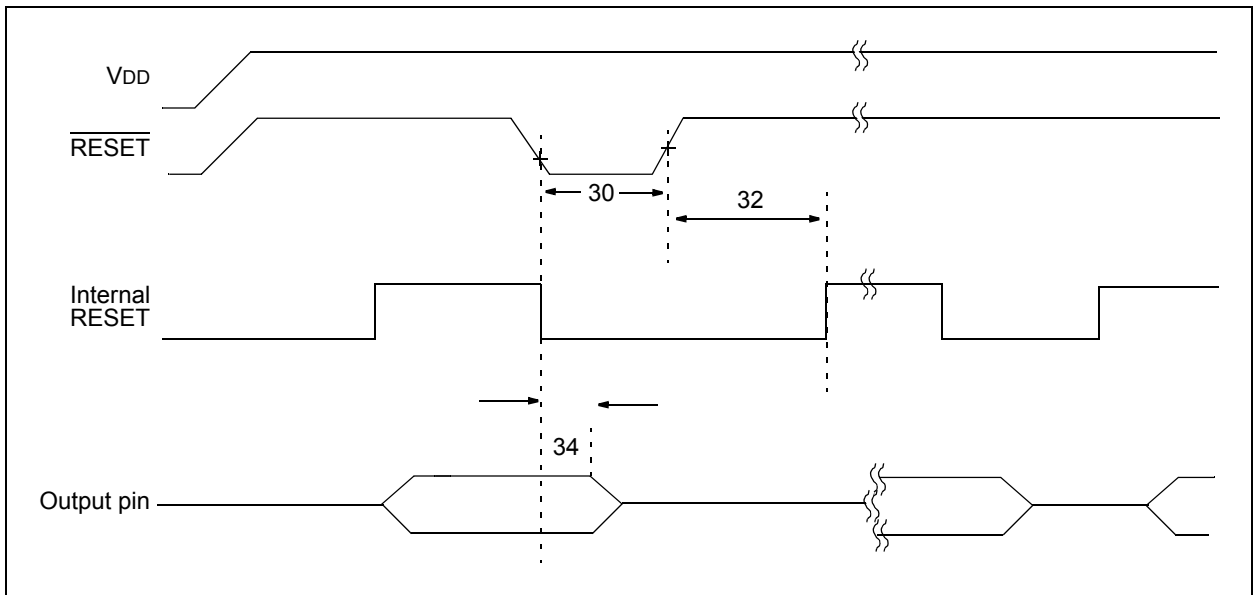 VDD
RESET
30
32
Internal
RESET
34
Output pin